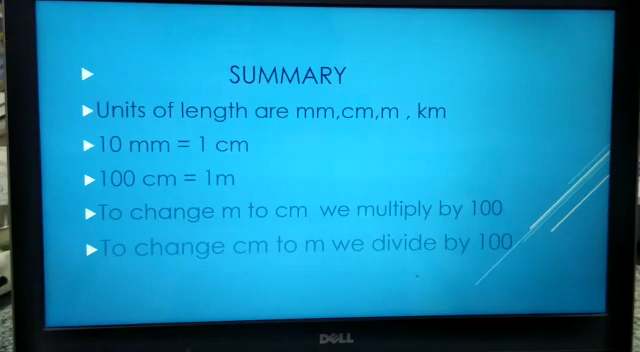 SUMMARY
Units of length are mm,cm,m , km
10 mm = 1 cm
100 cm = 1m
To change m to cm we multiply by 100
To change cm to m we divide by 100
DELL